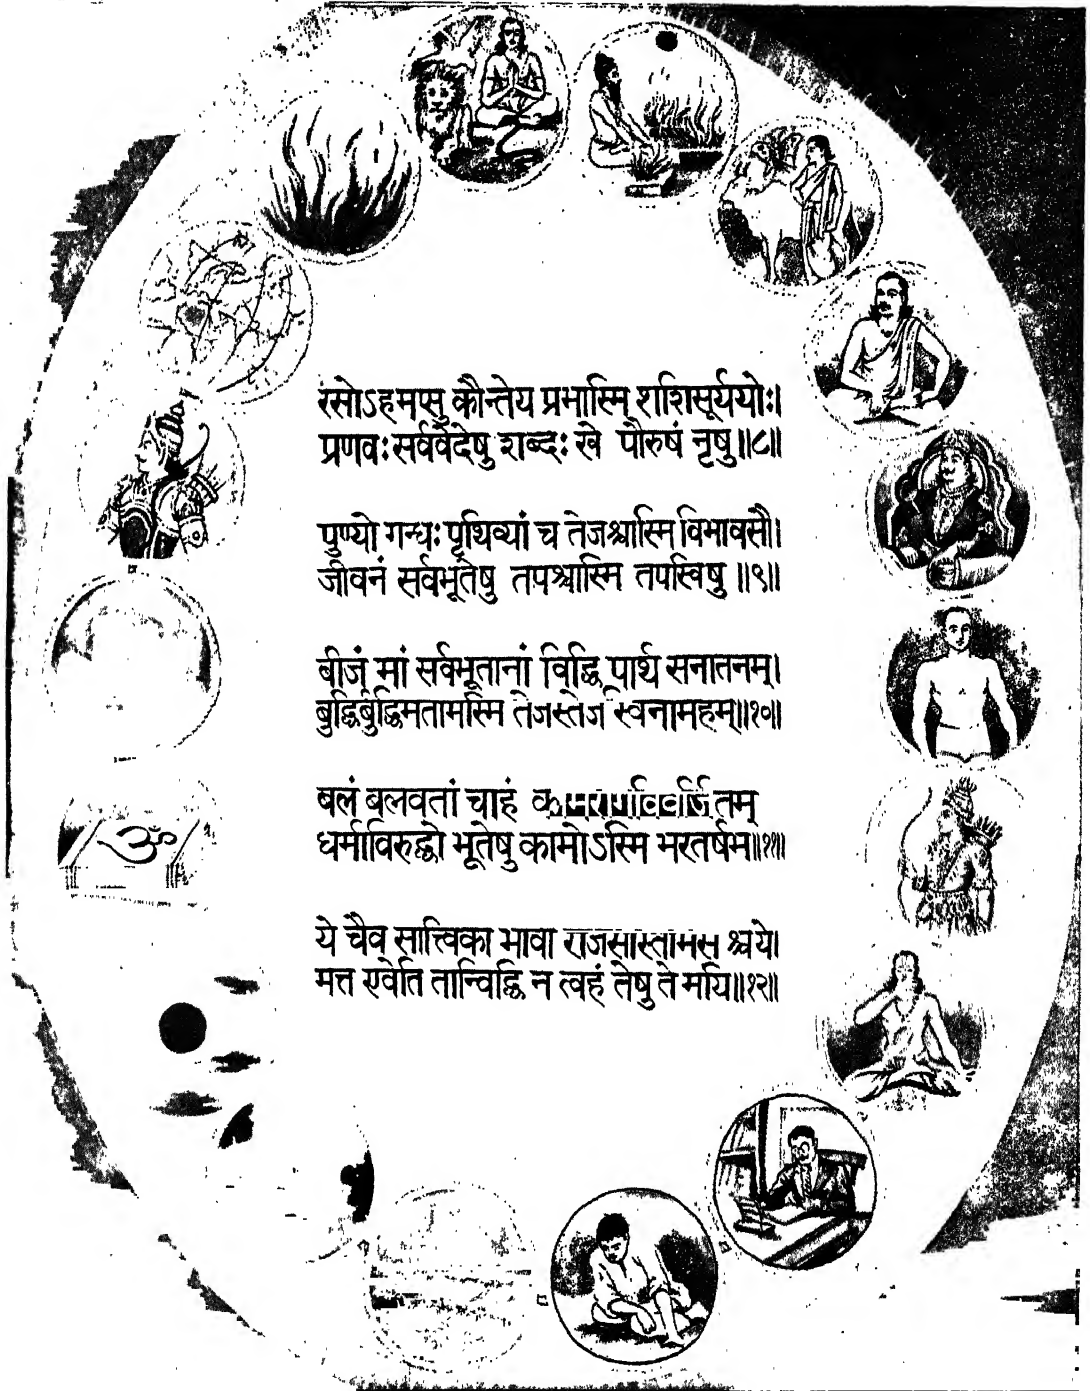 रसोऽहमप्सु कौन्तेय प्रभास्मि शशिसूर्ययोः।
प्रणवः सर्ववेदेषु शब्दः खे पौरुषं नृषु॥८॥
पुण्यो गन्धः पृथिव्यां च तेजश्चास्मि विभावसौ।
जीवनं सर्वभूतेषु तपश्चास्मि तपस्विषु॥९॥
बीजं मां सर्वभूतानां विद्धि पार्थ सनातनम्।
बुद्धिर्बुद्धिमतामस्मि तेजस्तेजस्विनामहम्॥१०॥
बलं बलवतां चाहं कामरागविवर्जितम्
धर्माविरुद्धो भूतेषु कामोऽस्मि भरतर्षभ॥११॥
ये चैव सात्त्विका भावा राजसास्तामसाश्च ये।
मत्त एवेति तान्विद्धि न त्वहं तेषु ते मयि॥१२॥
ॐ